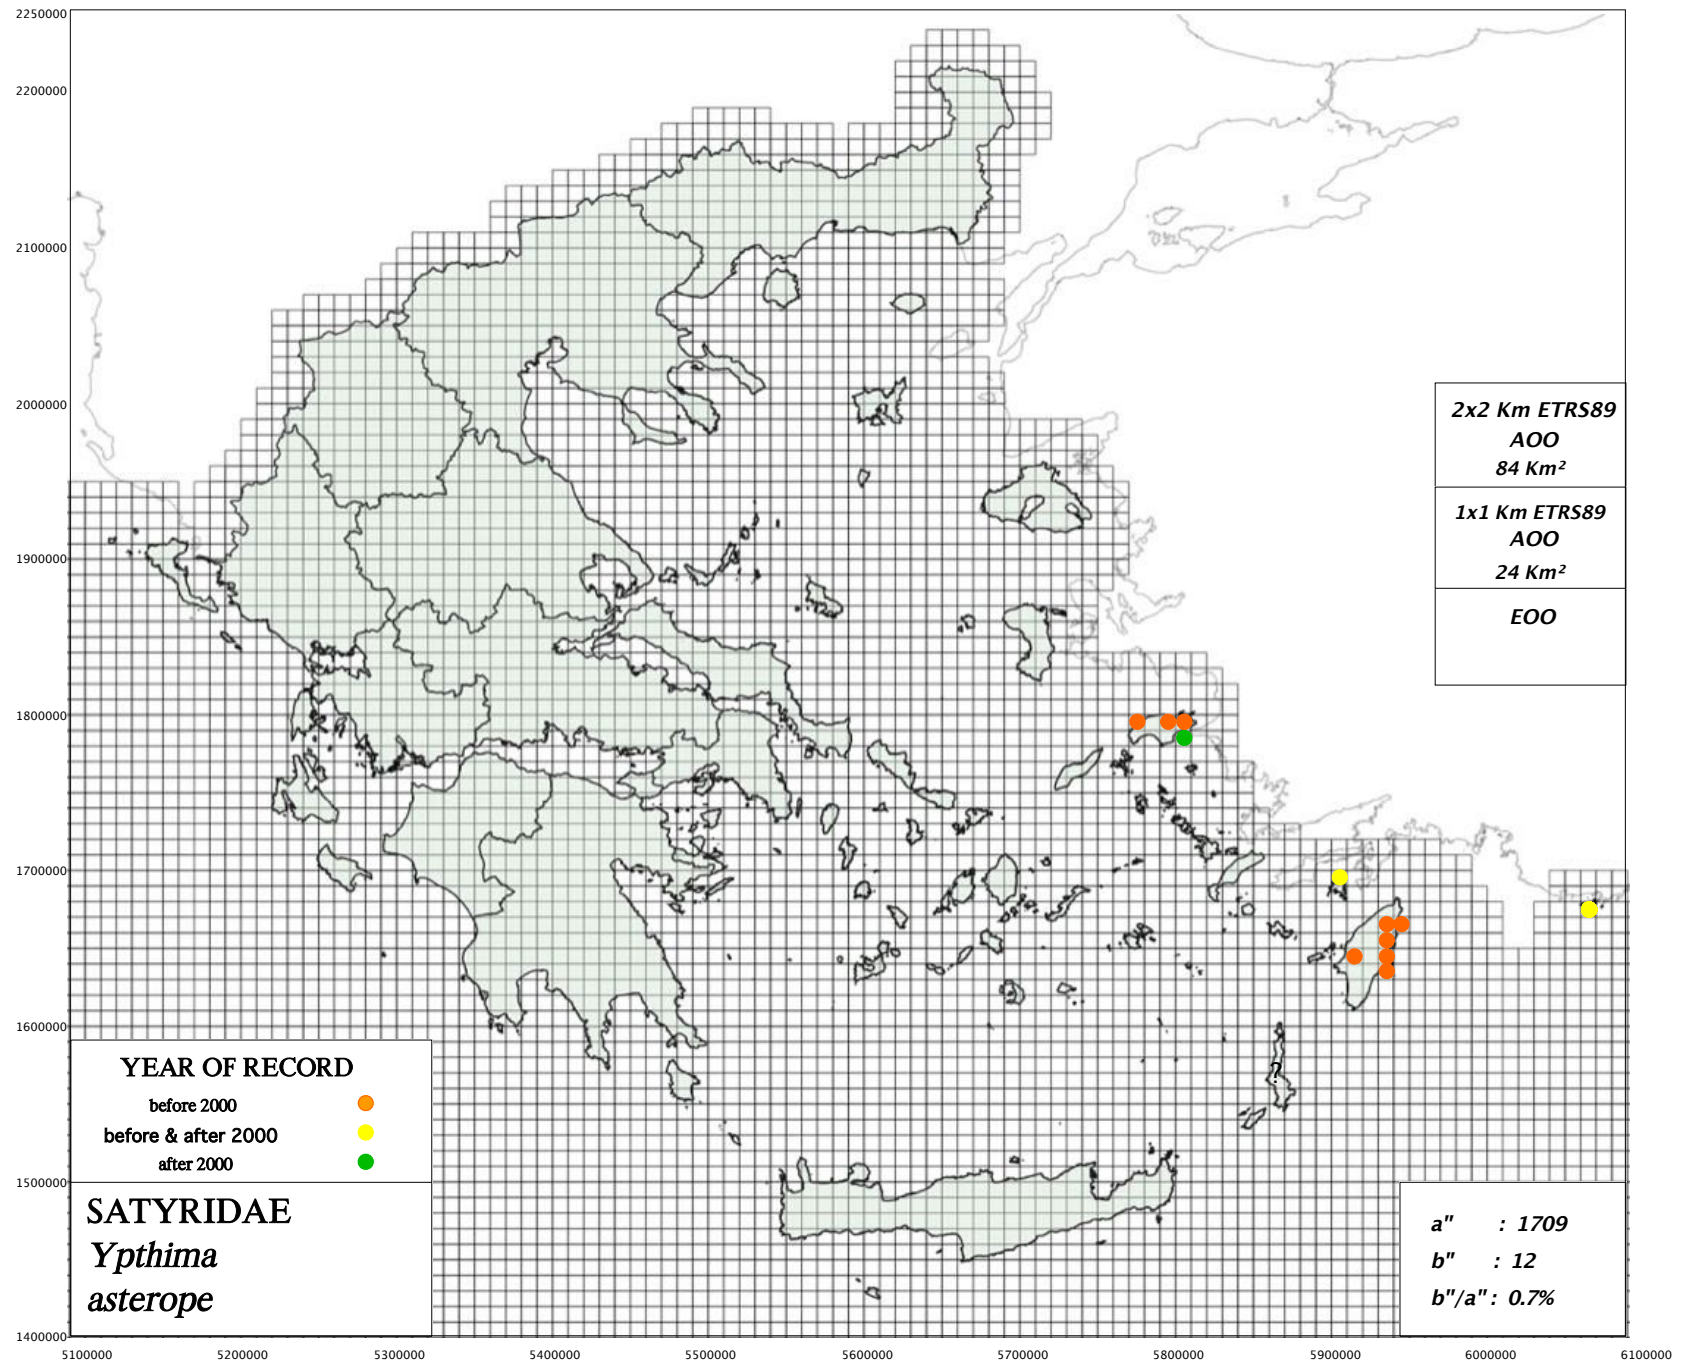 2250000
2200000
2100000
2000000
1900000
1800000
1700000
1600000
1500000
1400000
2x2 Km ETRS89
AOO
84 Km²
1x1 Km ETRS89
AOO
24 Km²
EOO
?
YEAR OF RECORD
before 2000
before & after 2000
after 2000
SATYRIDAE
Ypthima
asterope
a" : 1709
b" : 12
b"/a" : 0.7%
5100000 5200000 5300000 5400000 5500000 5600000 5700000 5800000 5900000 6000000 6100000